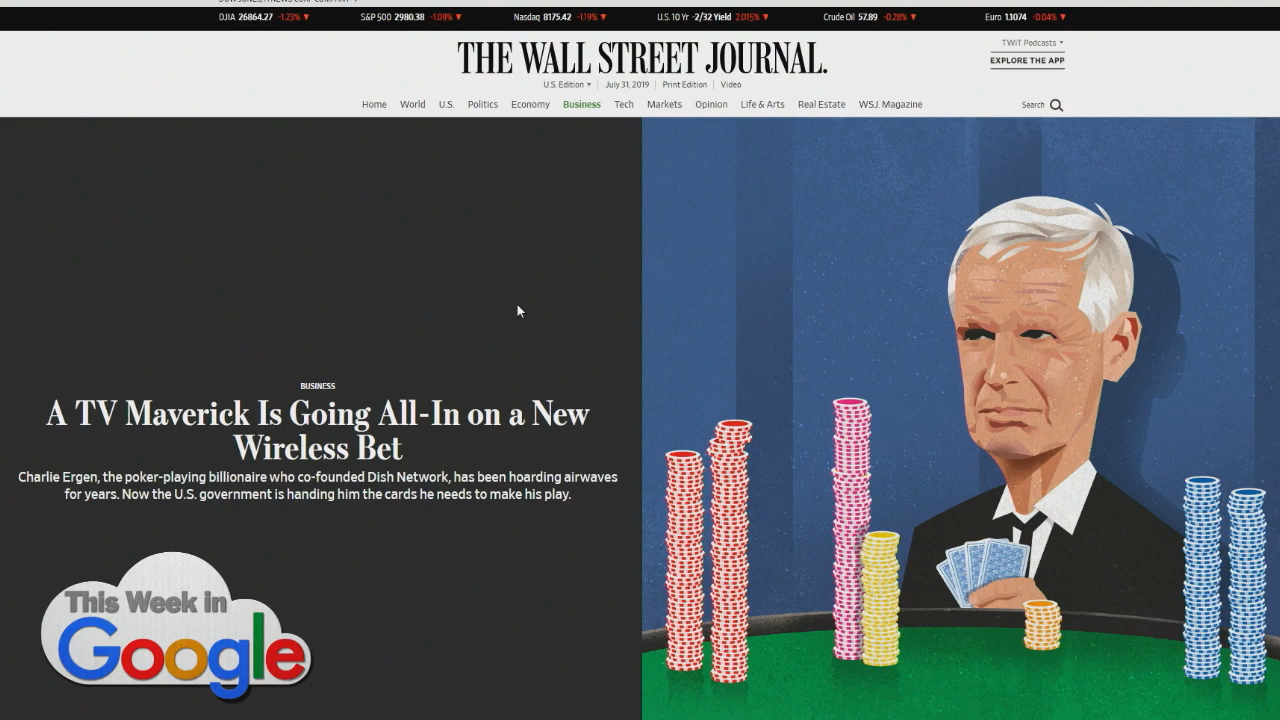 DJIA 26864.27 -1.23% ▼ S&P 500 2980.38 -1.09% ▼ Nasdaq 8175.42 -1.19% ▼ U.S. 10 Yr -2/32 Yield 2.015% ▼ Crude Oil 57.89 -0.28% ▼ Euro 1.1074 -0.04% ▼
THE WALL STREET JOURNAL.
TWiT Podcasts
EXPLORE THE APP
U.S. Edition July 31, 2019 Print Edition Video
Home World U.S. Politics Economy Business Tech Markets Opinion Life & Arts Real Estate WSJ. Magazine Search
BUSINESS
A TV Maverick Is Going All-In on a New
Wireless Bet
Charlie Ergen, the poker-playing billionaire who co-founded Dish Network, has been hoarding airwaves
for years. Now the U.S. government is handing him the cards he needs to make his play.
This Week in
Google